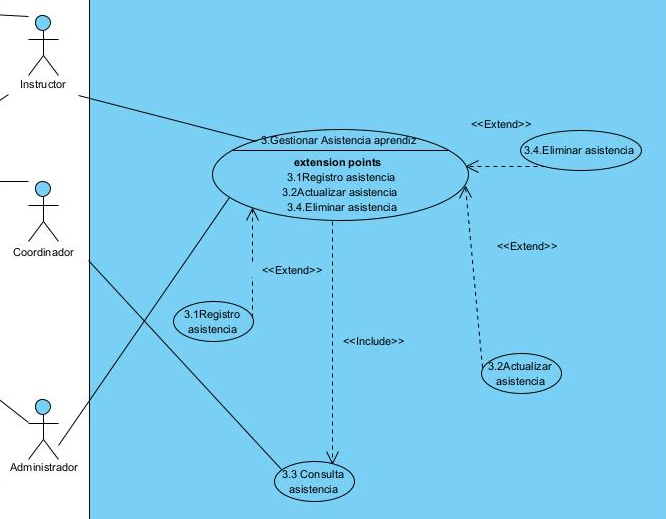 Instructor
3.Gestionar Asistencia aprendiz
extension points
3.1Registro asistencia
3.2Actualizar asistencia
3.4.Eliminar asistencia
<<Extend>>
3.4.Eliminar asistencia
Coordinador
<<Extend>>
<<Extend>>
3.1Registro
asistencia
<<Include>>
3.2Actualizar
asistencia
Administrador
3.3 Consulta
asistencia